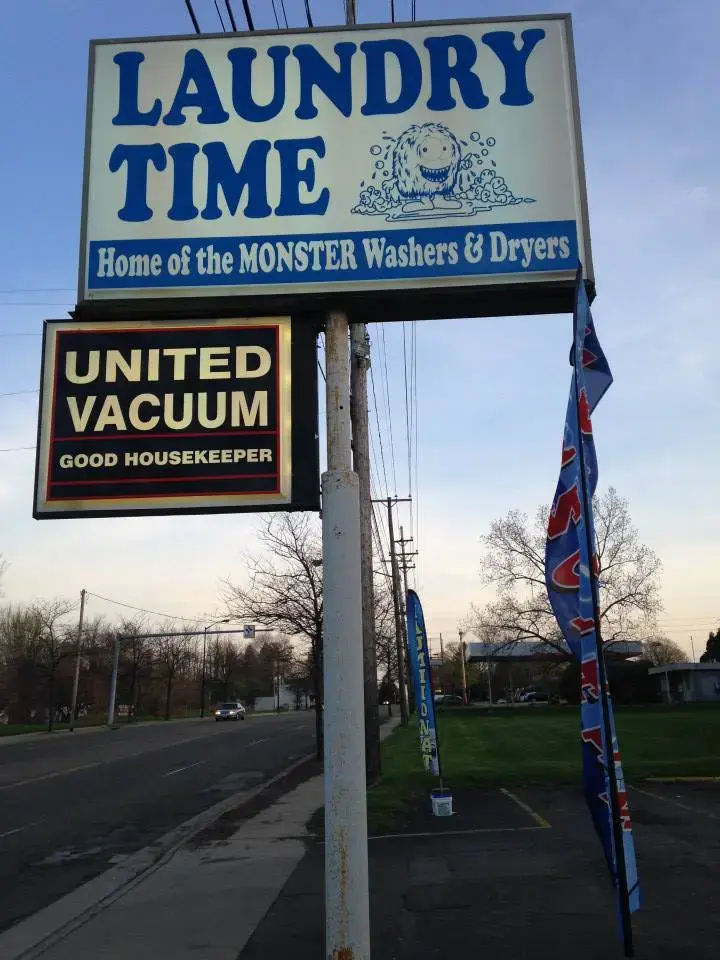 LAUNDRY
TIME
Home of the MONSTER Washers & Dryers
UNITED
VACUUM
GOOD HOUSEKEEPER